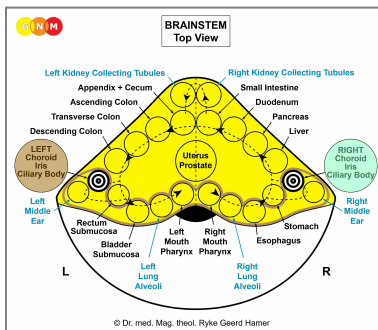 G N M
BRAINSTEM
Top View
Left Kidney Collecting Tubules
Right Kidney Collecting Tubules
Appendix + Cecum
Small Intestine
Ascending Colon
Duodenum
Transverse Colon
Pancreas
Descending Colon
Liver
LEFT
Choroid
Iris
Ciliary Body
Uterus
Prostate
RIGHT
Choroid
Iris
Ciliary Body
Left
Middle
Ear
Right
Middle
Ear
Rectum
Submucosa
Bladder
Submucosa
Left
Mouth
Pharynx
Right
Mouth
Pharynx
Esophagus
Stomach
Left
Lung
Alveoli
Right
Lung
Alveoli
L
R
© Dr. med. Mag. theol. Ryke Geerd Hamer